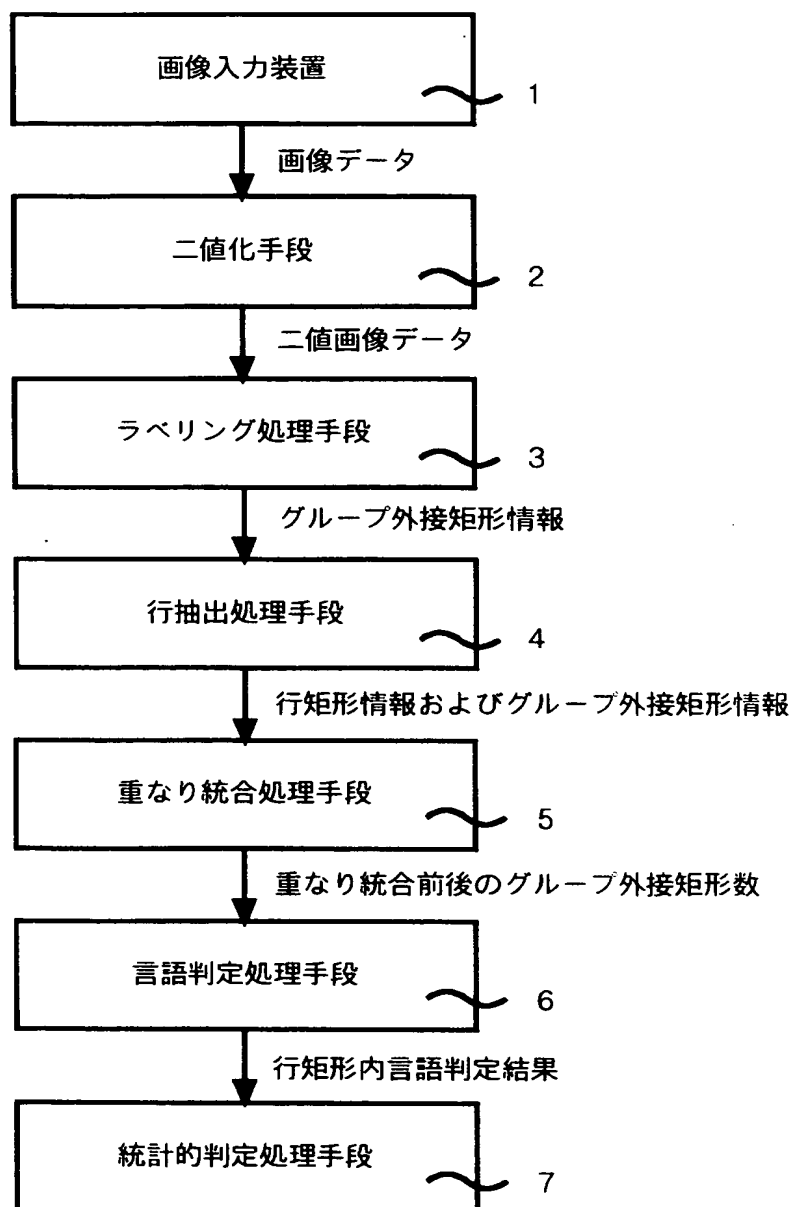 画像入力装置
1
画像データ
二値化手段
2
二値画像データ
ラベリング処理手段
3
グループ外接矩形情報
行抽出処理手段
4
行矩形情報およびグループ外接矩形情報
重なり統合処理手段
5
重なり統合前後のグループ外接矩形数
言語判定処理手段
6
行矩形内言語判定結果
統計的判定処理手段
7